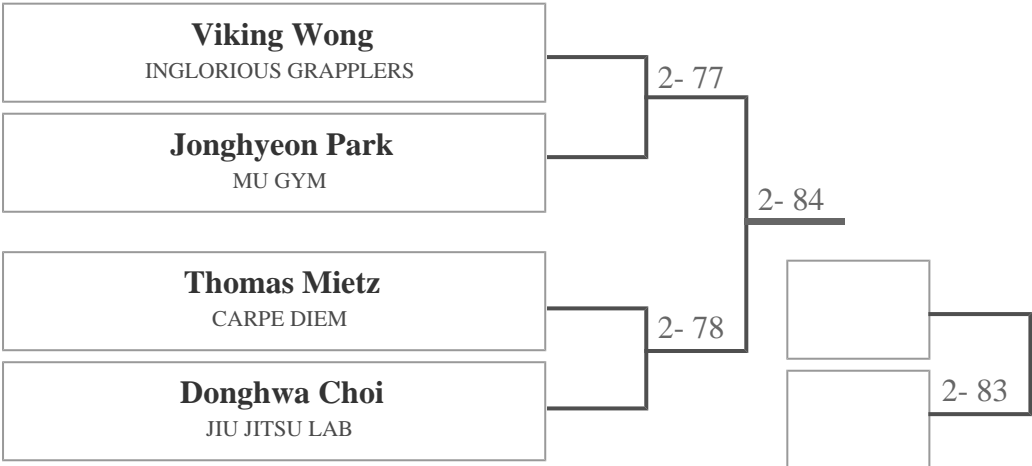 Viking Wong
INGLORIOUS GRAPPLERS
2- 77
Jonghyeon Park
MU GYM
2- 84
Thomas Mietz
CARPE DIEM
2- 78
Donghwa Choi
JIU JITSU LAB
2- 83